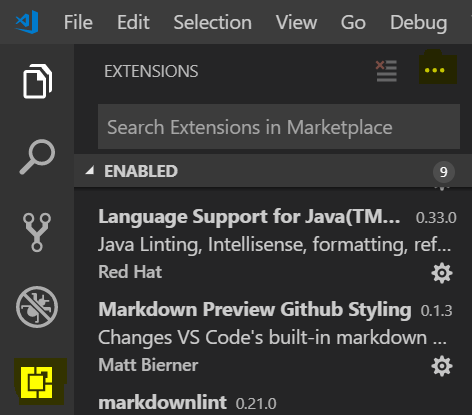 File Edit Selection View Go Debug
EXTENSIONS
Search Extensions in Marketplace
ENABLED 9
Language Support for Java(TM... 0.33.0
Java Linting, Intellisense, formatting, ref...
Red Hat
Markdown Preview Github Styling 0.1.3
Changes VS Code's built-in markdown ...
Matt Bierner
markdownlint 0.21.0